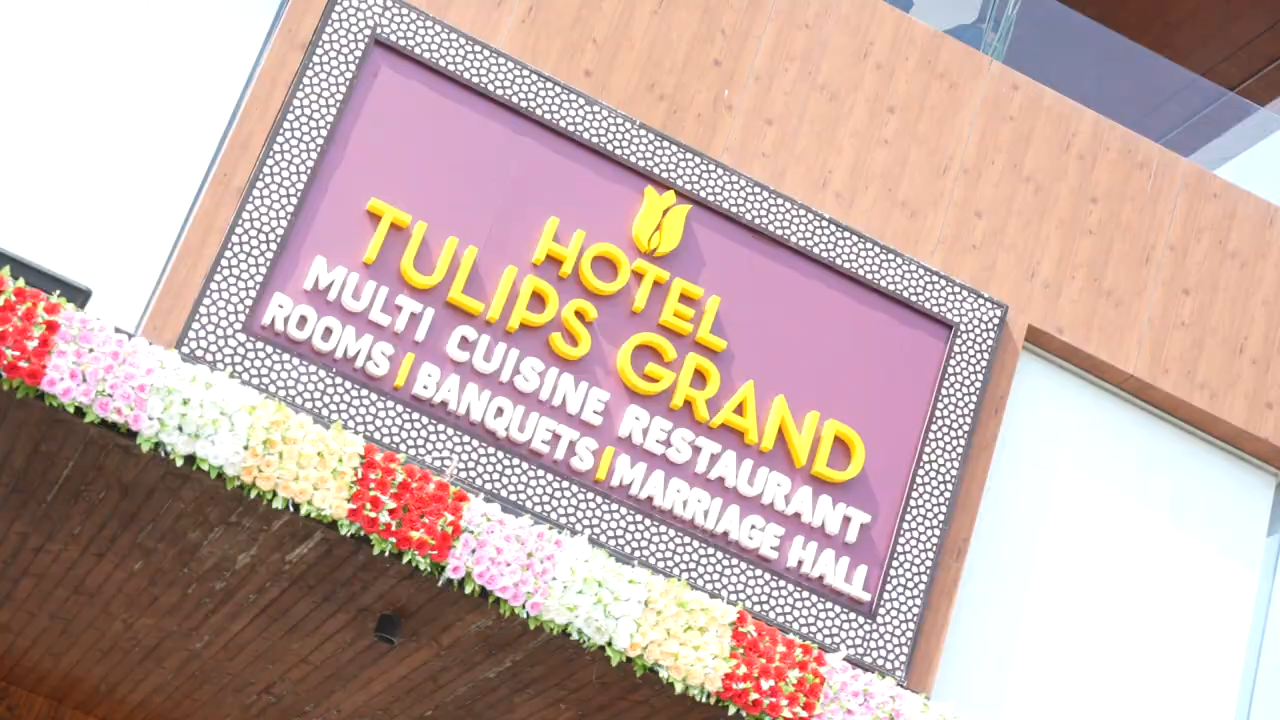 HOTEL
TULIPS GRAND
MULTI CUISINE RESTAURANT
ROOMS | BANQUETS | MARRIAGE HALL